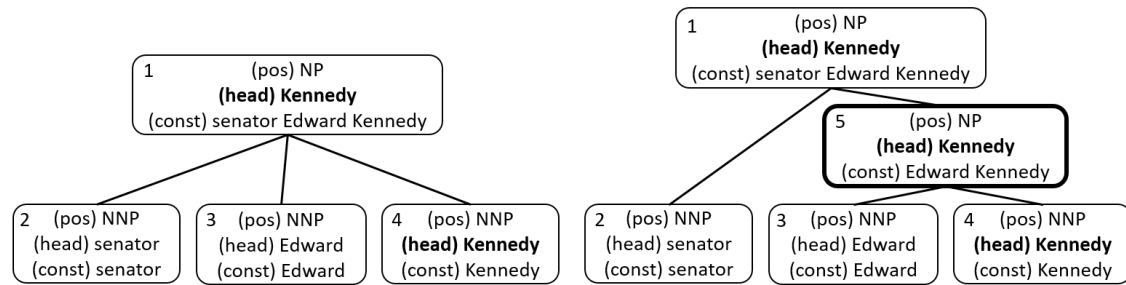 1 (pos) NP
(head) Kennedy
(const) senator Edward Kennedy
2 (pos) NNP
(head) senator
(const) senator
3 (pos) NNP
(head) Edward
(const) Edward
4 (pos) NNP
(head) Kennedy
(const) Kennedy
1 (pos) NP
(head) Kennedy
(const) senator Edward Kennedy
5 (pos) NP
(head) Kennedy
(const) Edward Kennedy
2 (pos) NNP
(head) senator
(const) senator
3 (pos) NNP
(head) Edward
(const) Edward
4 (pos) NNP
(head) Kennedy
(const) Kennedy